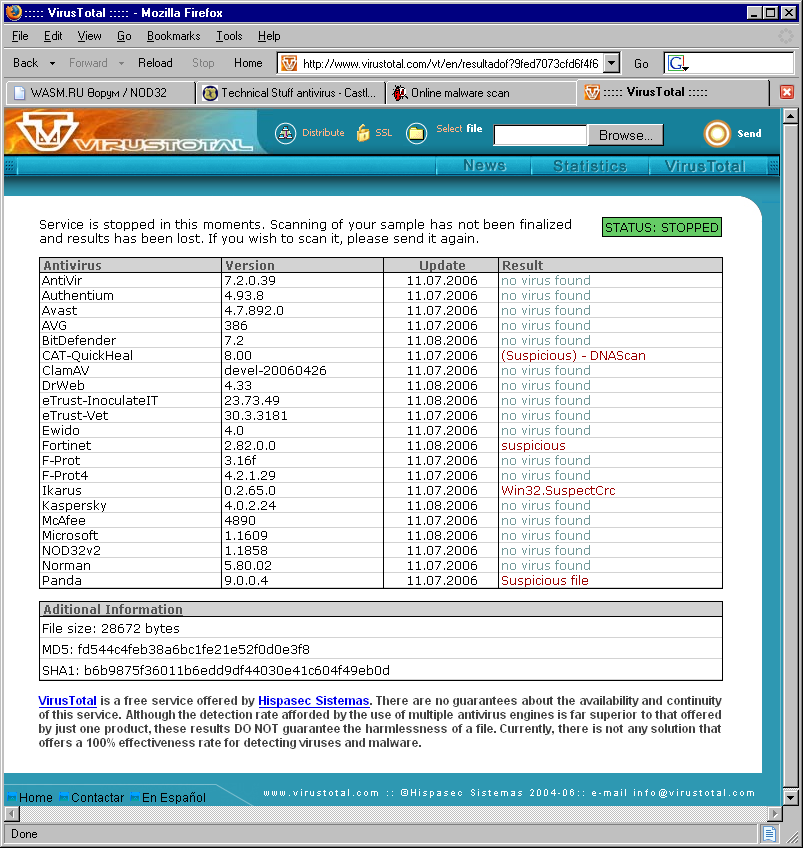 ::::: VirusTotal ::::: - Mozilla Firefox
File Edit View Go Bookmarks Tools Help
Back Forward Reload Stop Home http://www.virustotal.com/vt/en/resultadof?9fed7073cfd6f4f6 Go G
WASM.RU Форум / NOD32 Technical Stuff antivirus - Castl... Online malware scan ::::: VirusTotal :::::
VIRUSTOTAL Distribute SSL Select file Browse... Send
News Statistics VirusTotal
Service is stopped in this moments. Scanning of your sample has not been finalized
and results has been lost. If you wish to scan it, please send it again.
STATUS: STOPPED
Antivirus Version Update Result
AntiVir 7.2.0.39 11.07.2006 no virus found
Authentium 4.93.8 11.07.2006 no virus found
Avast 4.7.892.0 11.07.2006 no virus found
AVG 386 11.07.2006 no virus found
BitDefender 7.2 11.08.2006 no virus found
CAT-QuickHeal 8.00 11.07.2006 (Suspicious) - DNAScan
ClamAV devel-20060426 11.07.2006 no virus found
DrWeb 4.33 11.08.2006 no virus found
eTrust-InoculateIT 23.73.49 11.08.2006 no virus found
eTrust-Vet 30.3.3181 11.07.2006 no virus found
Ewido 4.0 11.07.2006 no virus found
Fortinet 2.82.0.0 11.08.2006 suspicious
F-Prot 3.16f 11.07.2006 no virus found
F-Prot4 4.2.1.29 11.07.2006 no virus found
Ikarus 0.2.65.0 11.07.2006 Win32.SuspectCrc
Kaspersky 4.0.2.24 11.08.2006 no virus found
McAfee 4890 11.07.2006 no virus found
Microsoft 1.1609 11.08.2006 no virus found
NOD32v2 1.1858 11.07.2006 no virus found
Norman 5.80.02 11.07.2006 no virus found
Panda 9.0.0.4 11.07.2006 Suspicious file
Aditional Information
File size: 28672 bytes
MD5: fd544c4feb38a6bc1fe21e52f0d0e3f8
SHA1: b6b9875f36011b6edd9df44030e41c604f49eb0d
VirusTotal is a free service offered by Hispasec Sistemas. There are no guarantees about the availability and continuity
of this service. Although the detection rate afforded by the use of multiple antivirus engines is far superior to that offered
by just one product, these results DO NOT guarantee the harmlessness of a file. Currently, there is not any solution that
offers a 100% effectiveness rate for detecting viruses and malware.
Home Contactar En Español www.virustotal.com :: ©Hispasec Sistemas 2004-06:: e-mail info@virustotal.com
Done